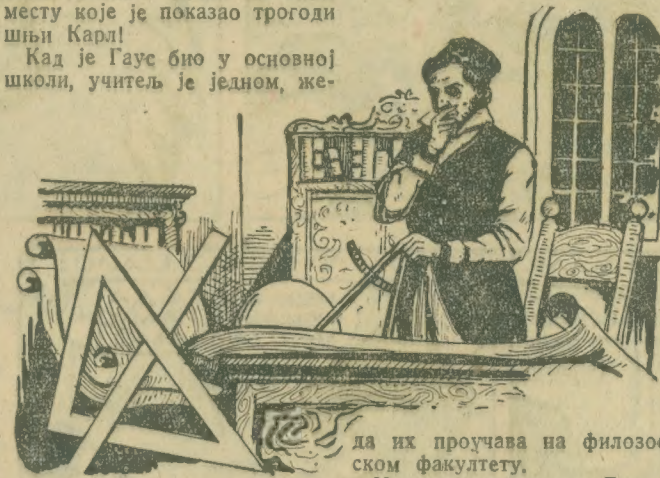 месту које је показао трогоди
шњи Карл!
Кад је Гаус био у основној
школи, учитељ је једном, же-
да их проучава на филозоф
ском факултету.